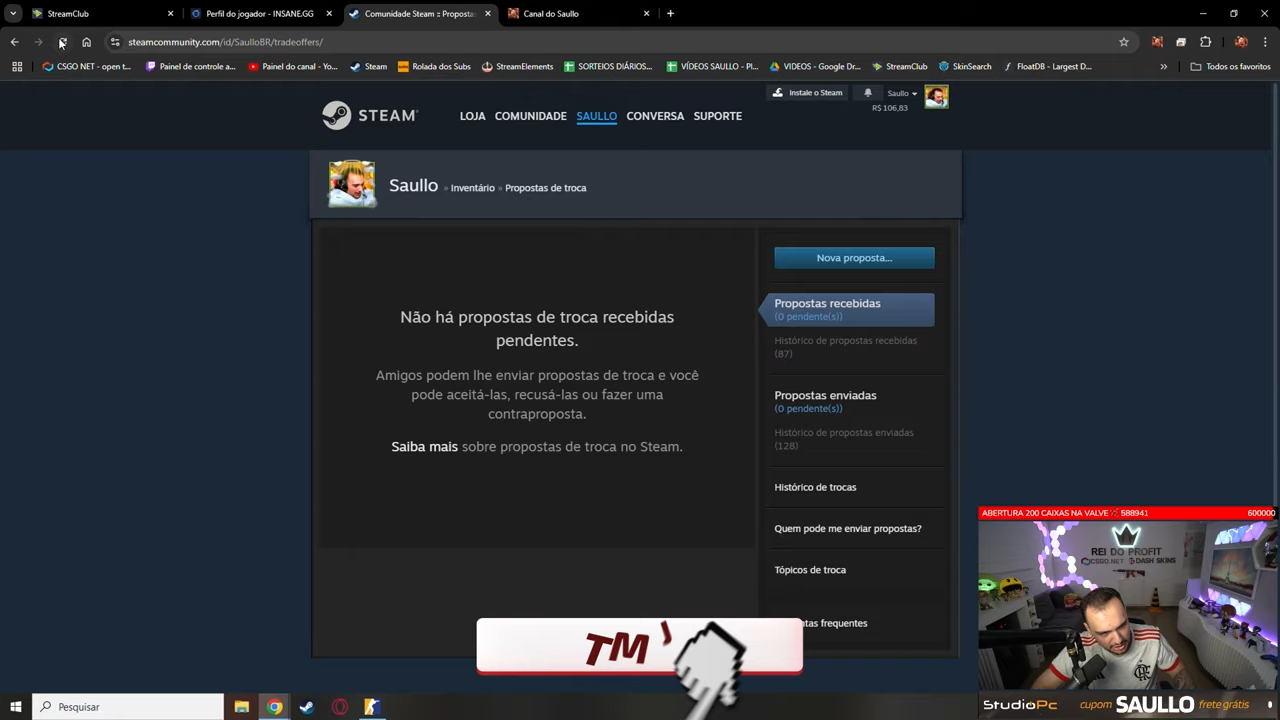 StreamClub
Perfil do jogador - INSANE.GG
Comunidade Steam :: Propostas
Canal do Saullo
steamcommunity.com/id/SaulloBR/tradeoffers/
CSGO NET - open t...
Painel de controle a...
Painel do canal - Yo...
Steam
Rolada dos Subs
StreamElements
SORTEIOS DIÁRIOS...
VÍDEOS SAULLO - Pl...
VIDEOS - Google Dr...
StreamClub
SkinSearch
FloatDB - Largest D...
Todos os favoritos
Instale o Steam
Saullo
R$ 106,83
STEAM
LOJA
COMUNIDADE
SAULLO
CONVERSA
SUPORTE
Saullo » Inventário » Propostas de troca
Não há propostas de troca recebidas
pendentes.
Amigos podem lhe enviar propostas de troca e você
pode aceitá-las, recusá-las ou fazer uma
contraproposta.
Saiba mais sobre propostas de troca no Steam.
Nova proposta...
Propostas recebidas
(0 pendente(s))
Histórico de propostas recebidas
(87)
Propostas enviadas
(0 pendente(s))
Histórico de propostas enviadas
(128)
Histórico de trocas
Quem pode me enviar propostas?
Tópicos de troca
ntas frequentes
ABERTURA 200 CAIXAS NA VALVE
588941
600000
REI DO PROFIT
CSGO.NET
DASH SKINS
StudioPc
cupom SAULLO frete grátis
Pesquisar